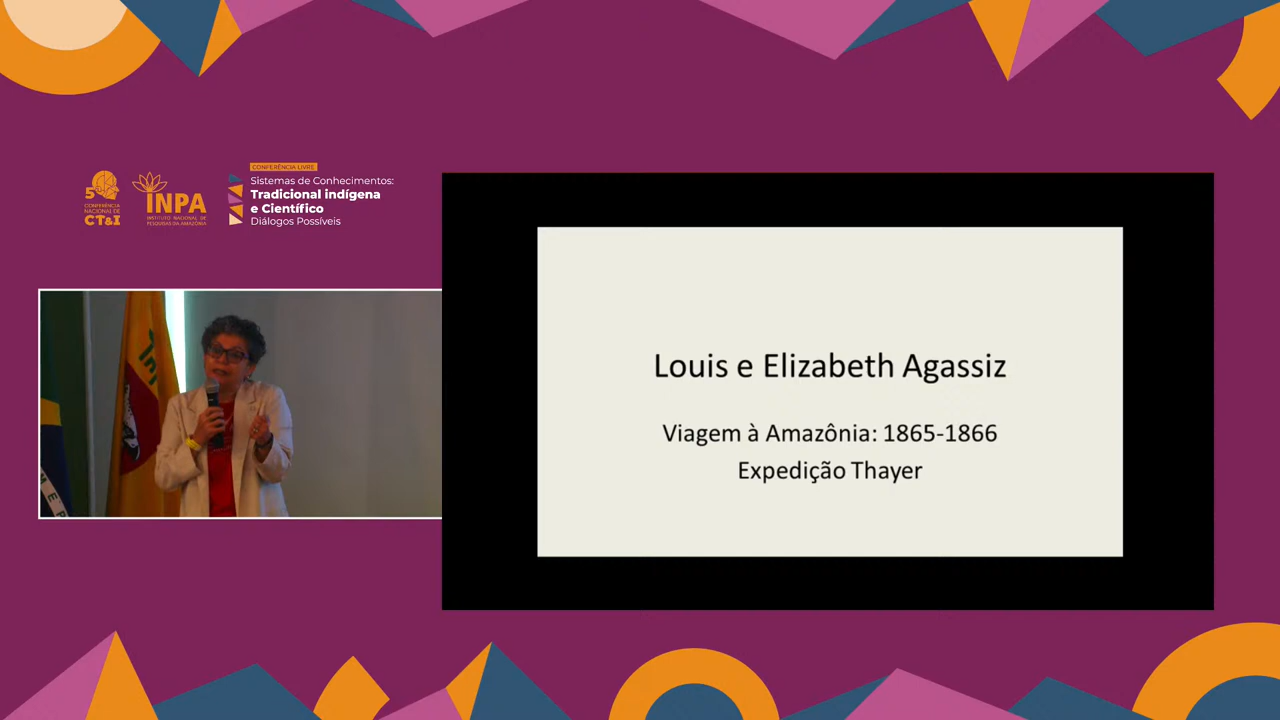 CONFERÊNCIA LIVRE
Sistemas de Conhecimentos:
Tradicional indígena
e Científico
Diálogos Possíveis
5
CONFERÊNCIA
NACIONAL DE
CT&I
INPA
INSTITUTO NACIONAL DE
PESQUISAS DA AMAZÔNIA
Louis e Elizabeth Agassiz
Viagem à Amazônia: 1865-1866
Expedição Thayer